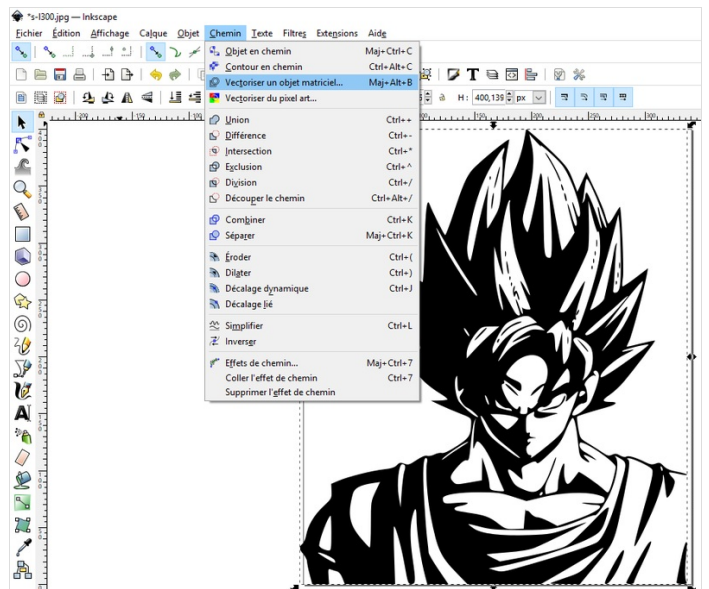 *s-l300.jpg — Inkscape
Fichier Édition Affichage Calque Objet Chemin Texte Filtres Extensions Aide
Objet en chemin Maj+Ctrl+C
Contour en chemin Ctrl+Alt+C
Vectoriser un objet matriciel... Maj+Alt+B
Vectoriser du pixel art...
H: 400,139 px
Union Ctrl++
Différence Ctrl+-
Intersection Ctrl+*
Exclusion Ctrl+^
Division Ctrl+/
Découper le chemin Ctrl+Alt+/
Combiner Ctrl+K
Séparer Maj+Ctrl+K
Éroder Ctrl+(
Dilater Ctrl+)
Décalage dynamique Ctrl+J
Décalage lié
Simplifier Ctrl+L
Inverser
Effets de chemin... Maj+Ctrl+7
Coller l'effet de chemin Ctrl+7
Supprimer l'effet de chemin